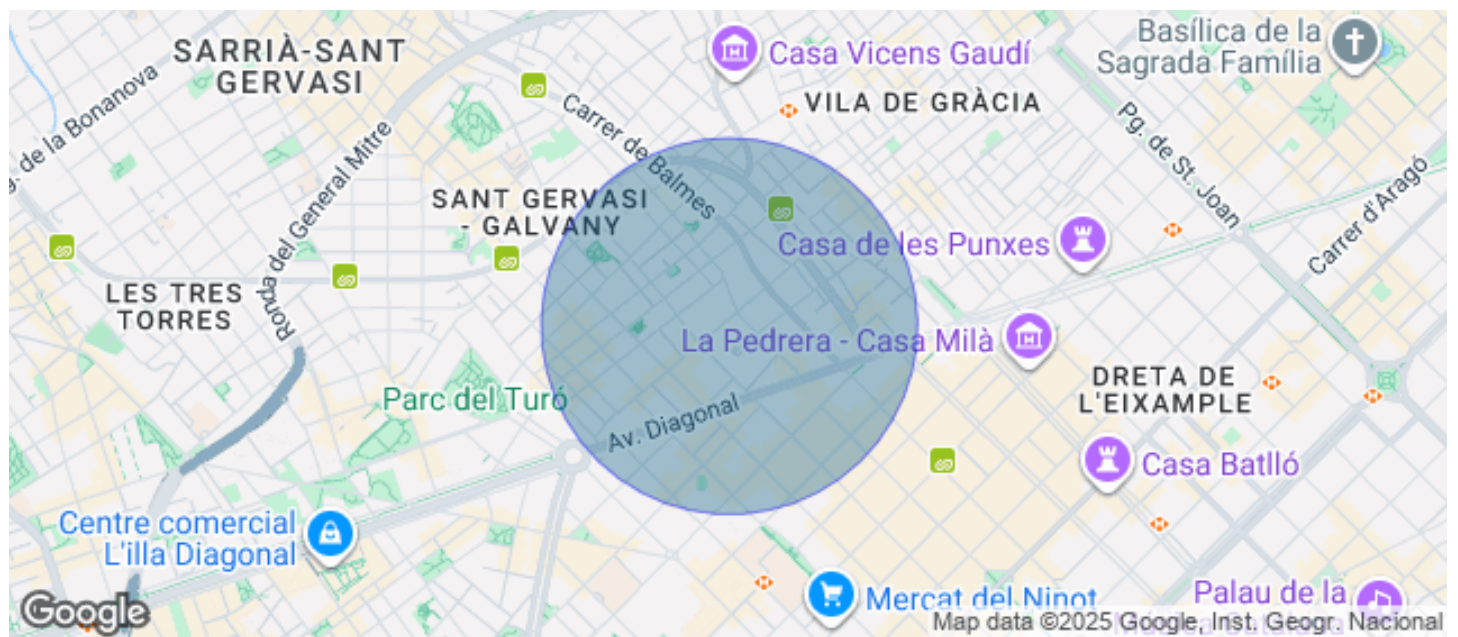 Basílica de la
Sagrada Família
SARRIÀ-SANT
GERVASI
Casa Vicens Gaudí
VILA DE GRÀCIA
g. de la Bonanova
Ronda del General Mitre
Carrer de Balmes
Pg. de St. Joan
Carrer d'Aragó
SANT GERVASI
- GALVANY
Casa de les Punxes
LES TRES
TORRES
La Pedrera - Casa Milà
DRETA DE
L'EIXAMPLE
Parc del Turó
Av. Diagonal
Casa Batlló
Centre comercial
L'illa Diagonal
Mercat del Ninot
Palau de la
Google
Map data ©2025 Google, Inst. Geogr. Nacional